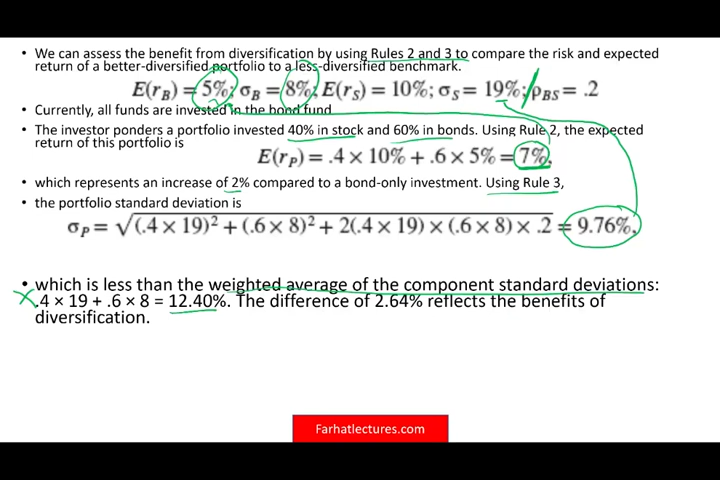 • We can assess the benefit from diversification by using Rules 2 and 3 to compare the risk and expected
return of a better-diversified portfolio to a less-diversified benchmark.
E(r_B) = 5%; σ_B = 8%; E(r_S) = 10%; σ_S = 19%; ρ_BS = .2
• Currently, all funds are invested in the bond fund
• The investor ponders a portfolio invested 40% in stock and 60% in bonds. Using Rule 2, the expected
return of this portfolio is
E(r_P) = .4 × 10% + .6 × 5% = 7%,
• which represents an increase of 2% compared to a bond-only investment. Using Rule 3,
• the portfolio standard deviation is
σ_P = √(.4 × 19)² + (.6 × 8)² + 2(.4 × 19) × (.6 × 8) × .2 = 9.76%,
• which is less than the weighted average of the component standard deviations:
.4 × 19 + .6 × 8 = 12.40%. The difference of 2.64% reflects the benefits of
diversification.
Farhatlectures.com